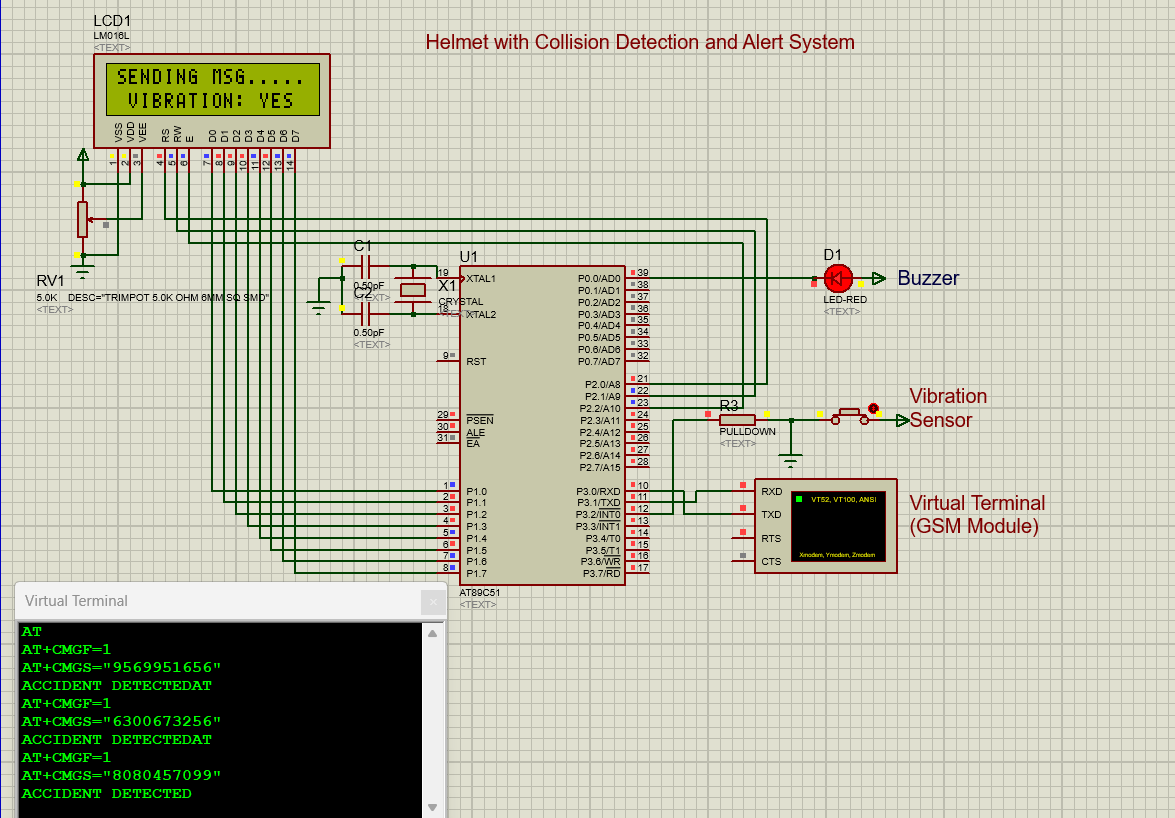 LCD1
LM016L
<TEXT>
Helmet with Collision Detection and Alert System
SENDING MSG.....
VIBRATION: YES
VSS VDD VEE RS RW E D0 D1 D2 D3 D4 D5 D6 D7
1 2 3 4 5 6 7 8 9 10 11 12 13 14
RV1
5.0K DESC="TRIMPOT 5.0K OHM 6MM SQ SMD"
<TEXT>
C1
0.50pF
<TEXT>
C2
0.50pF
<TEXT>
X1
CRYSTAL
<TEXT>
U1
19 XTAL1
18 XTAL2
9 RST
29 PSEN
30 ALE
31 EA
1 P1.0
2 P1.1
3 P1.2
4 P1.3
5 P1.4
6 P1.5
7 P1.6
8 P1.7
P0.0/AD0 39
P0.1/AD1 38
P0.2/AD2 37
P0.3/AD3 36
P0.4/AD4 35
P0.5/AD5 34
P0.6/AD6 33
P0.7/AD7 32
P2.0/A8 21
P2.1/A9 22
P2.2/A10 23
P2.3/A11 24
P2.4/A12 25
P2.5/A13 26
P2.6/A14 27
P2.7/A15 28
P3.0/RXD 10
P3.1/TXD 11
P3.2/INT0 12
P3.3/INT1 13
P3.4/T0 14
P3.5/T1 15
P3.6/WR 16
P3.7/RD 17
AT89C51
<TEXT>
D1
LED-RED
<TEXT>
Buzzer
R3
PULLDOWN
<TEXT>
Vibration
Sensor
RXD
TXD
RTS
CTS
VT52, VT100, ANSI
Xmodem, Ymodem, Zmodem
Virtual Terminal
(GSM Module)
Virtual Terminal
AT
AT+CMGF=1
AT+CMGS="9569951656"
ACCIDENT DETECTEDAT
AT+CMGF=1
AT+CMGS="6300673256"
ACCIDENT DETECTEDAT
AT+CMGF=1
AT+CMGS="8080457099"
ACCIDENT DETECTED